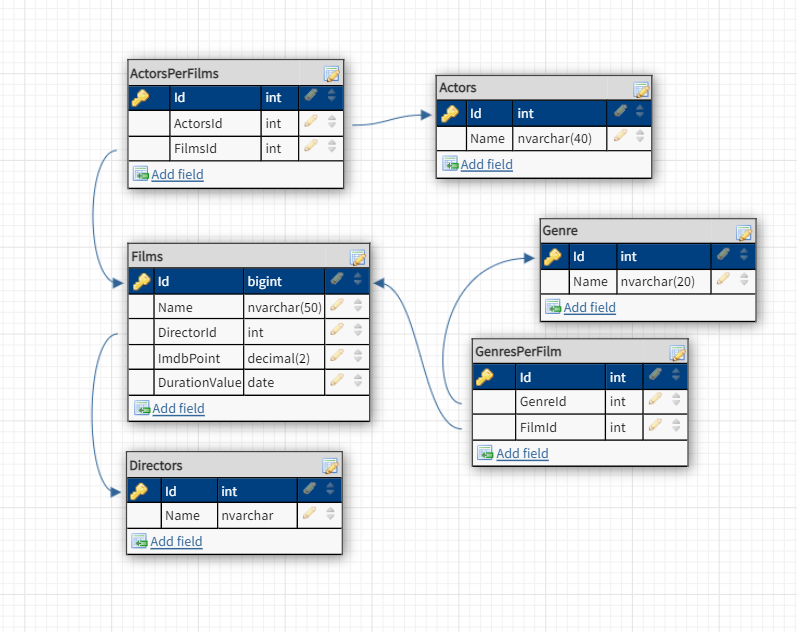 ActorsPerFilms
Id int
ActorsId int
FilmsId int
Add field
Actors
Id int
Name nvarchar(40)
Add field
Films
Id bigint
Name nvarchar(50)
DirectorId int
ImdbPoint decimal(2)
DurationValue date
Add field
Genre
Id int
Name nvarchar(20)
Add field
GenresPerFilm
Id int
GenreId int
FilmId int
Add field
Directors
Id int
Name nvarchar
Add field